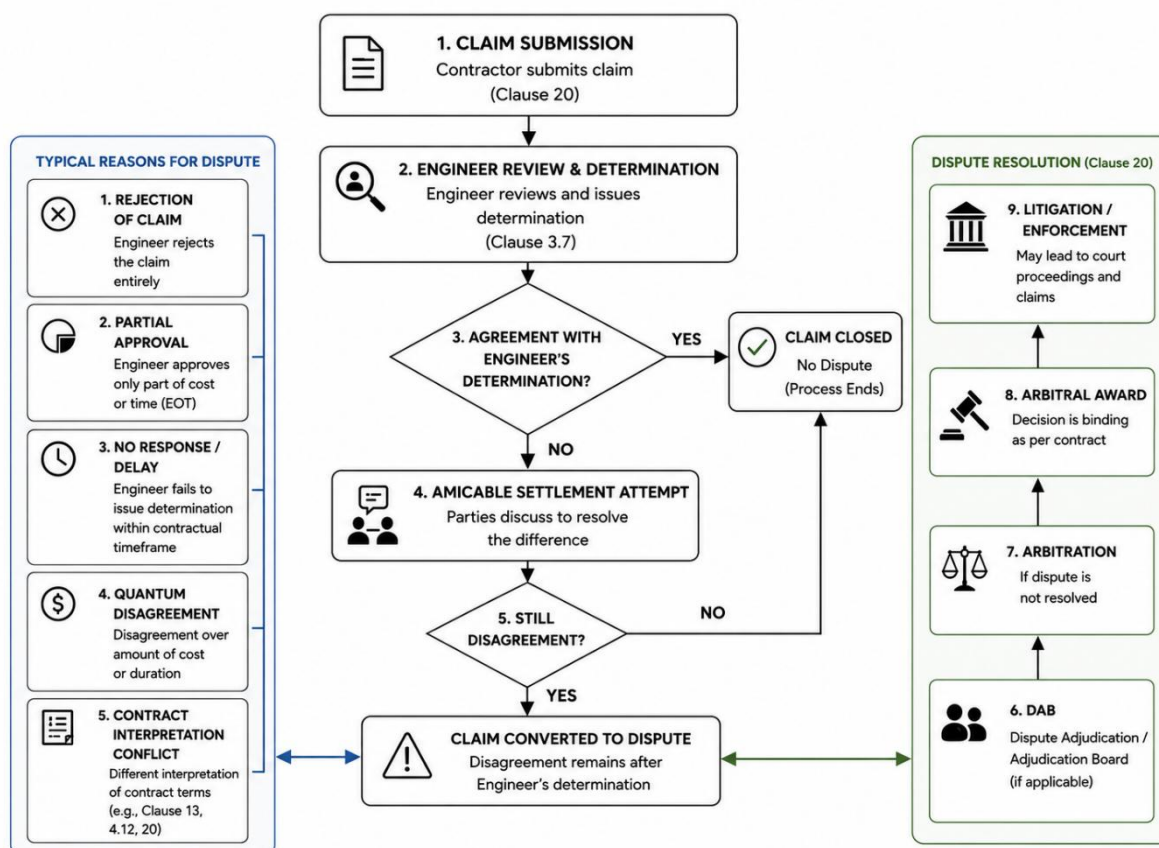 1. CLAIM SUBMISSION
Contractor submits claim
(Clause 20)
2. ENGINEER REVIEW & DETERMINATION
Engineer reviews and issues
determination
(Clause 3.7)
3. AGREEMENT WITH
ENGINEER'S
DETERMINATION?
YES
CLAIM CLOSED
No Dispute
(Process Ends)
NO
4. AMICABLE SETTLEMENT ATTEMPT
Parties discuss to resolve
the difference
5. STILL
DISAGREEMENT?
NO
YES
CLAIM CONVERTED TO DISPUTE
Disagreement remains after
Engineer's determination
TYPICAL REASONS FOR DISPUTE
1. REJECTION
OF CLAIM
Engineer rejects
the claim
entirely
2. PARTIAL
APPROVAL
Engineer approves
only part of cost
or time (EOT)
3. NO RESPONSE /
DELAY
Engineer fails to
issue determination
within contractual
timeframe
$
4. QUANTUM
DISAGREEMENT
Disagreement over
amount of cost
or duration
5. CONTRACT
INTERPRETATION
CONFLICT
Different interpretation
of contract terms
(e.g., Clause 13,
4.12, 20)
DISPUTE RESOLUTION (Clause 20)
9. LITIGATION /
ENFORCEMENT
May lead to court
proceedings and
claims
8. ARBITRAL AWARD
Decision is binding
as per contract
7. ARBITRATION
If dispute is
not resolved
6. DAB
Dispute Adjudication /
Adjudication Board
(if applicable)